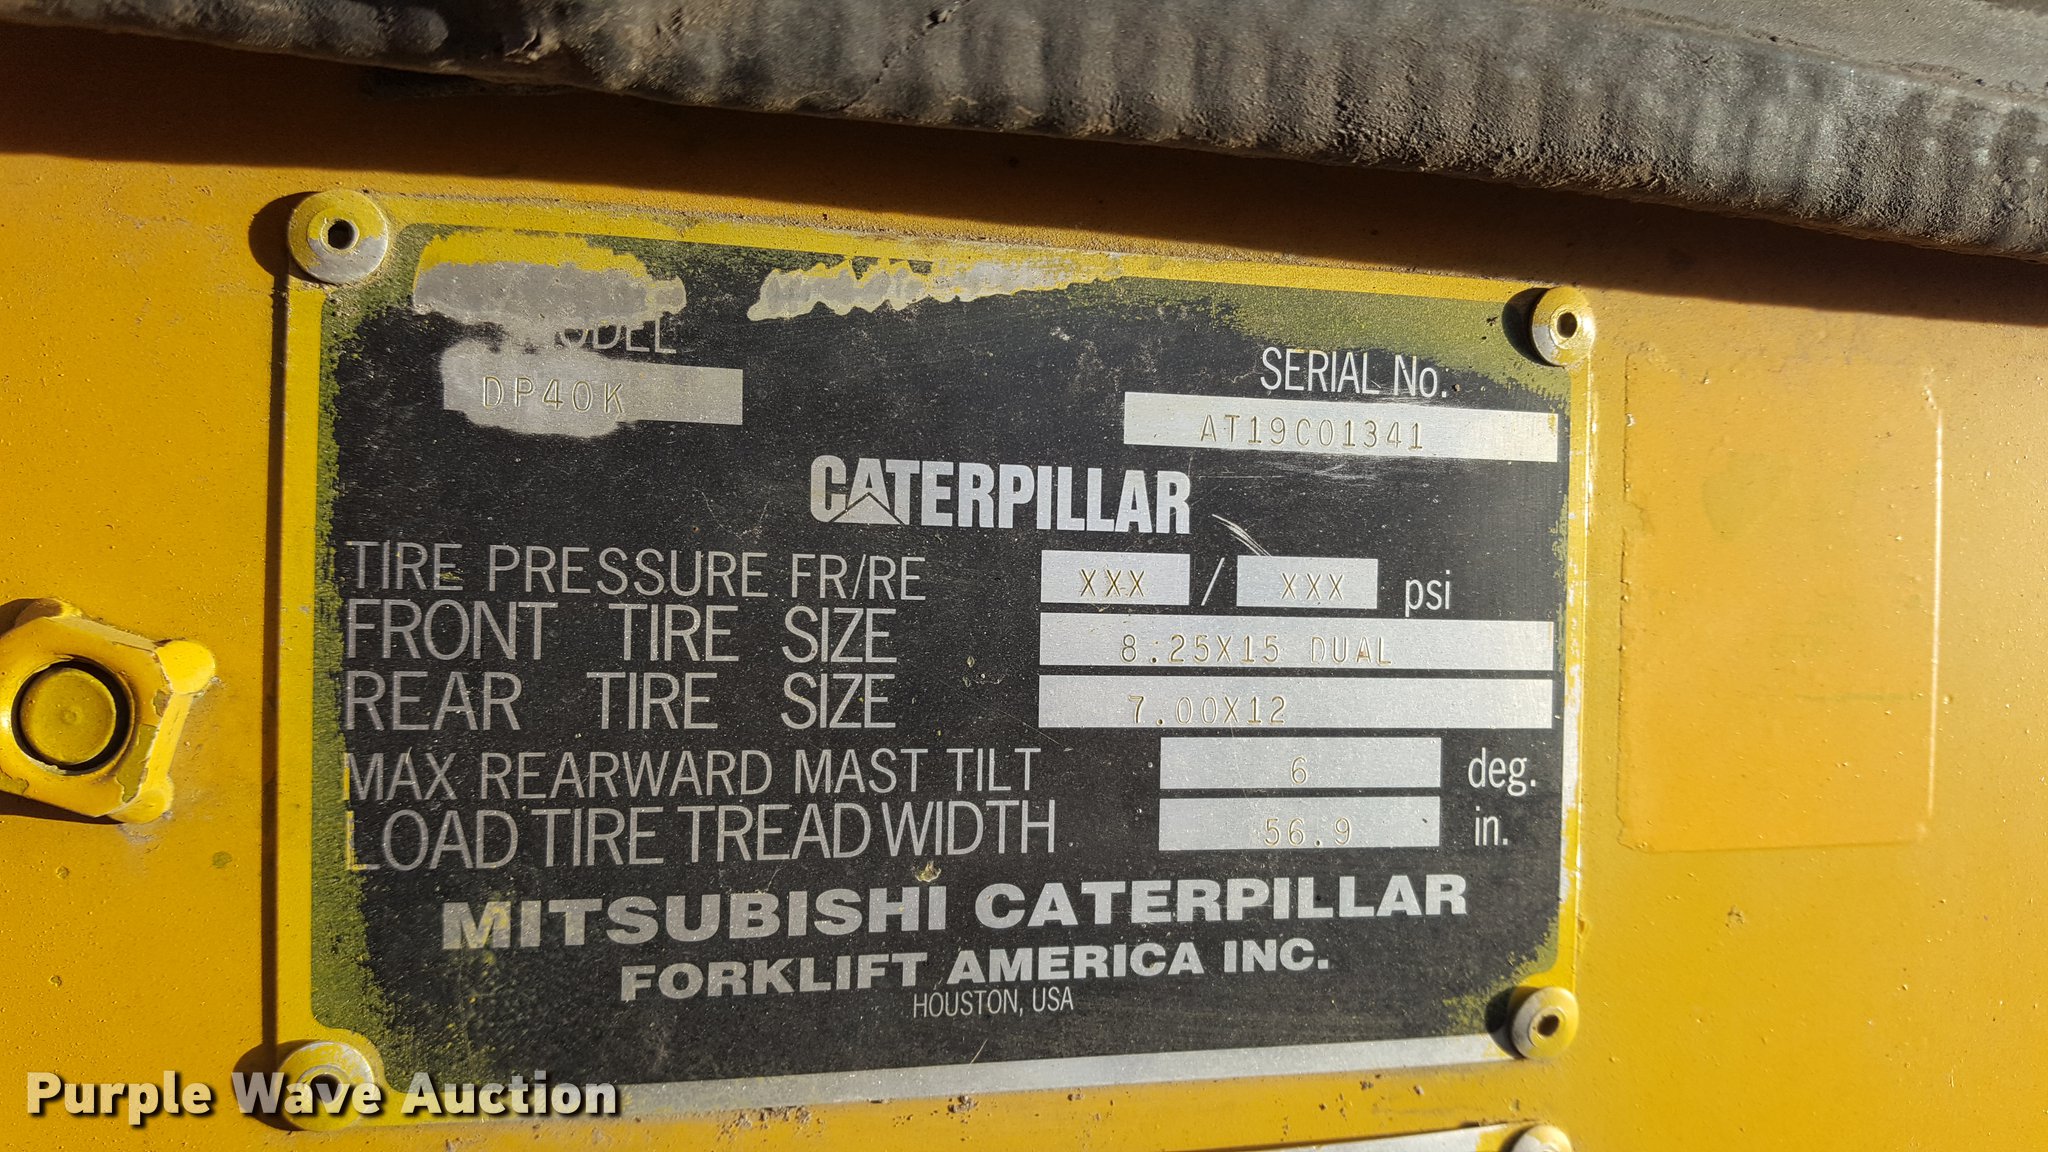 MODEL
DP40K
SERIAL No.
AT19C01341
CATERPILLAR
TIRE PRESSURE FR/RE XXX / XXX psi
FRONT TIRE SIZE 8.25X15 DUAL
REAR TIRE SIZE 7.00X12
MAX REARWARD MAST TILT 6 deg.
LOAD TIRE TREAD WIDTH 56.9 in.
MITSUBISHI CATERPILLAR
FORKLIFT AMERICA INC.
HOUSTON, USA
Purple Wave Auction